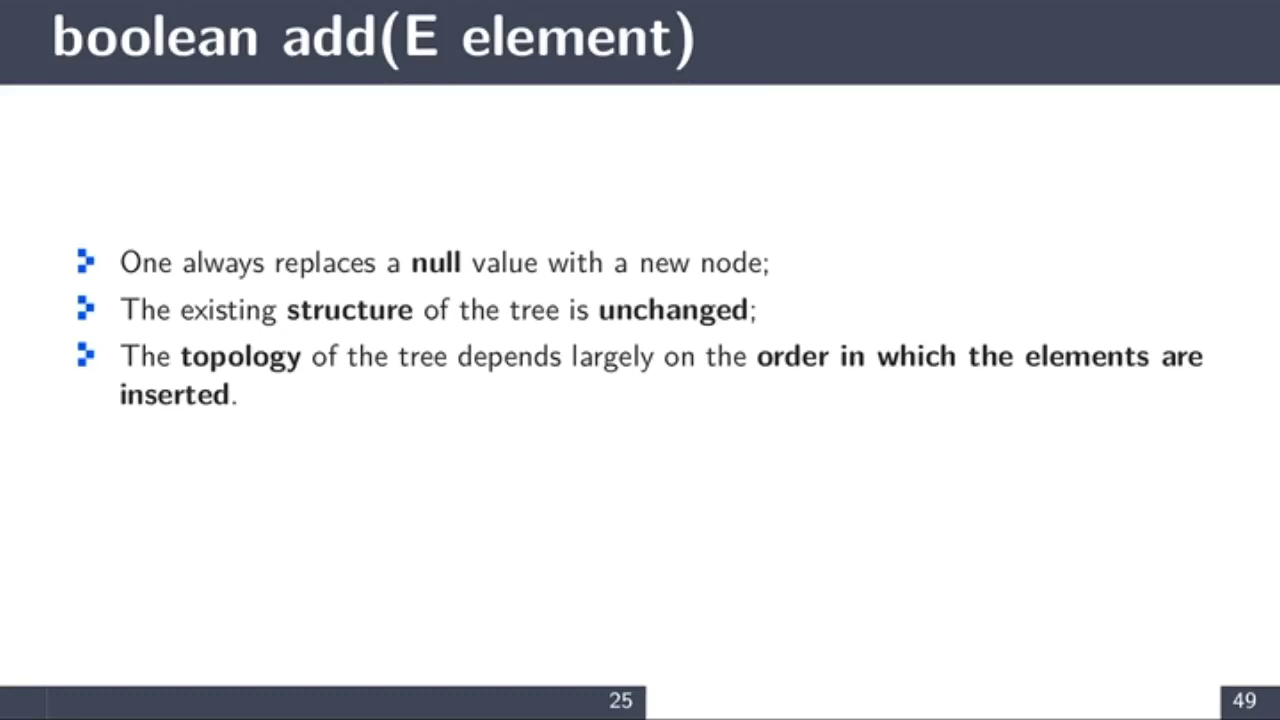 boolean add(E element)
One always replaces a null value with a new node;
The existing structure of the tree is unchanged;
The topology of the tree depends largely on the order in which the elements are
inserted.
25
49